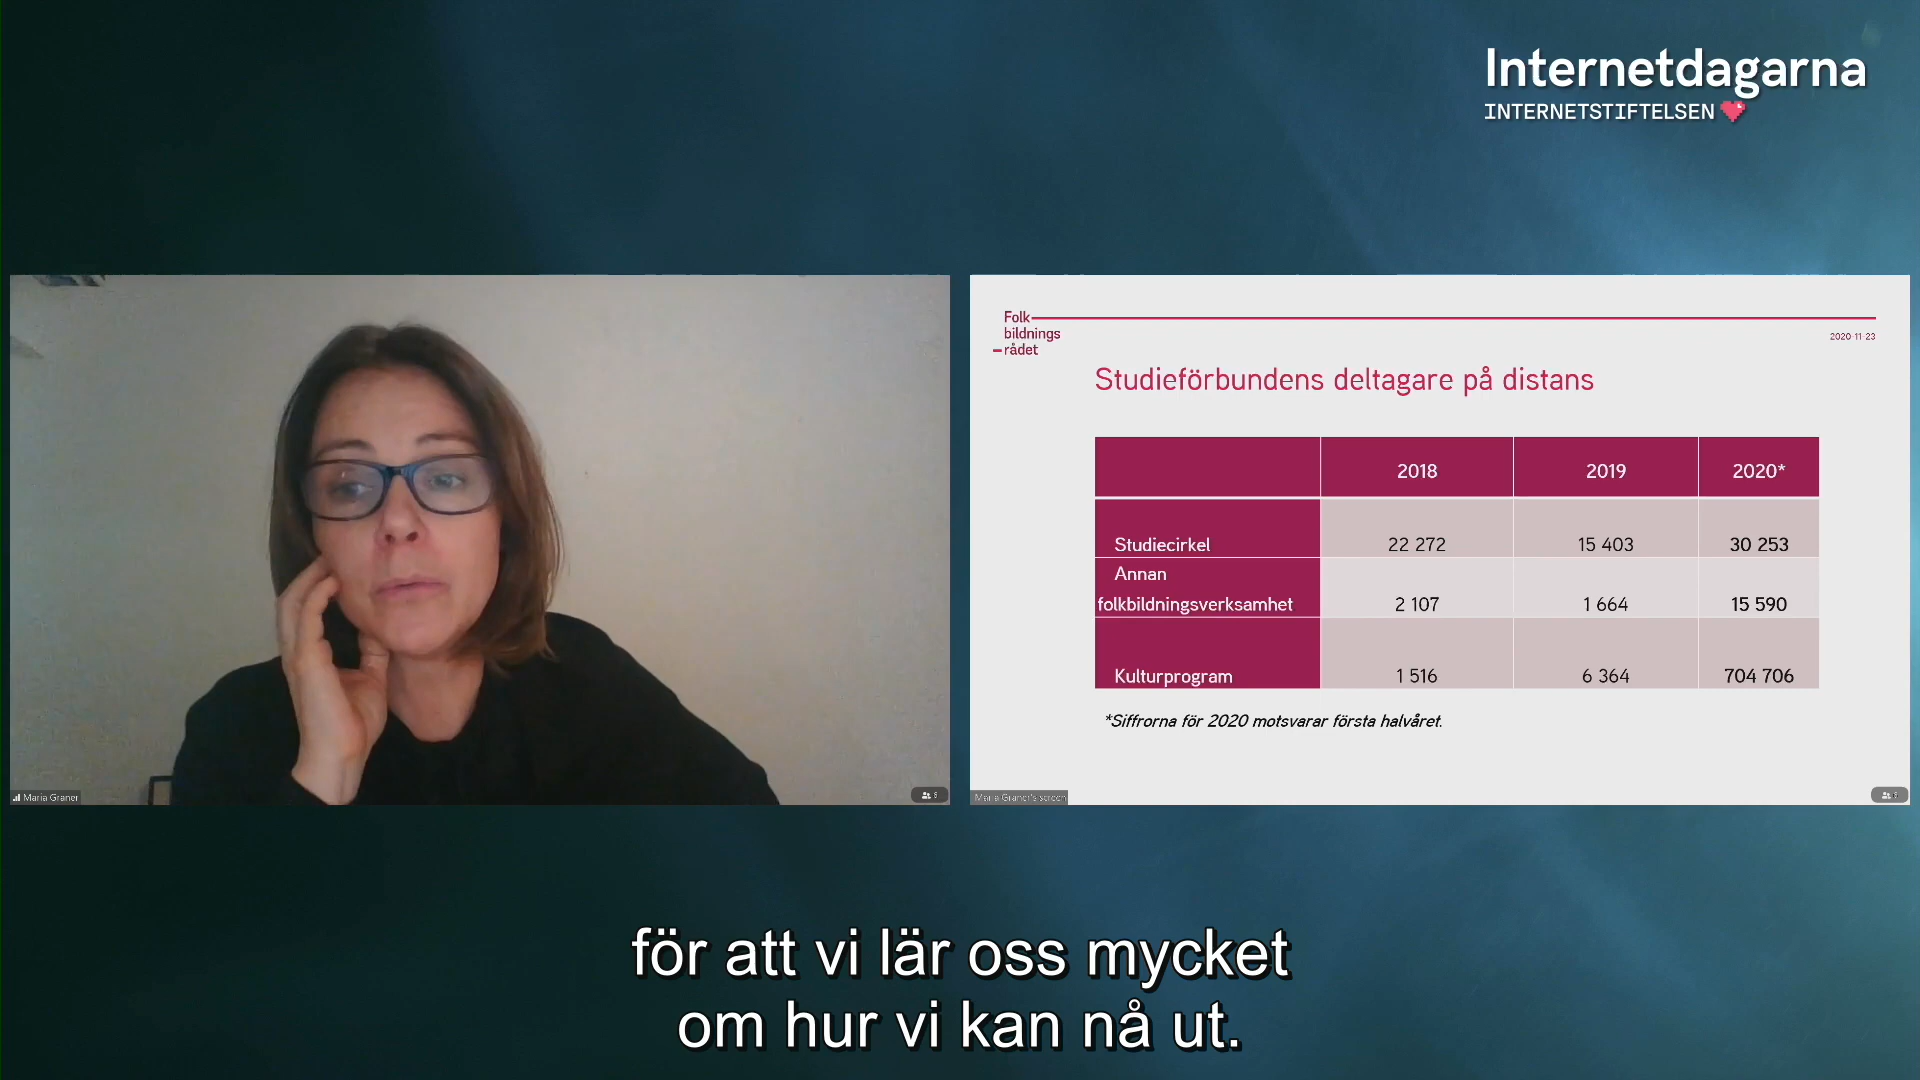 Internetdagarna
INTERNETSTIFTELSEN
Folk
bildnings
rådet
2020-11-23
Studieförbundens deltagare på distans
2018 2019 2020*
Studiecirkel 22 272 15 403 30 253
Annan
folkbildningsverksamhet 2 107 1 664 15 590
Kulturprogram 1 516 6 364 704 706
*Siffrorna för 2020 motsvarar första halvåret.
Maria Graner
Maria Graner's screen
för att vi lär oss mycket
om hur vi kan nå ut.